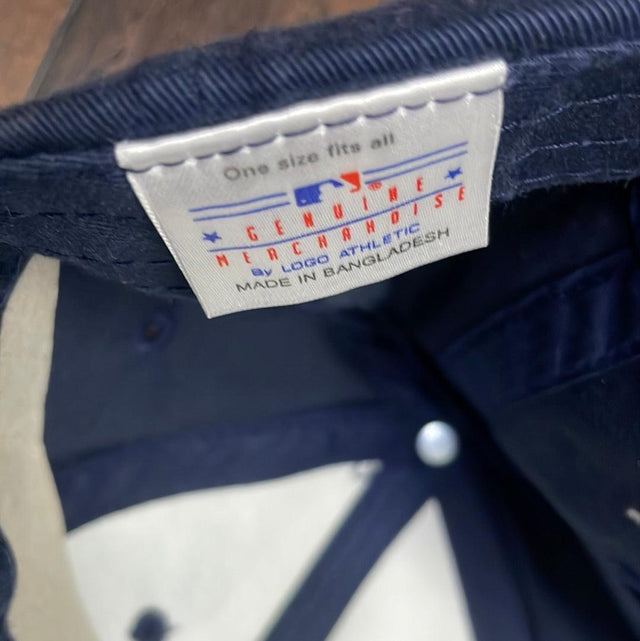 One size fits all
GENUINE
MERCHANDISE
By LOGO ATHLETIC
MADE IN BANGLADESH